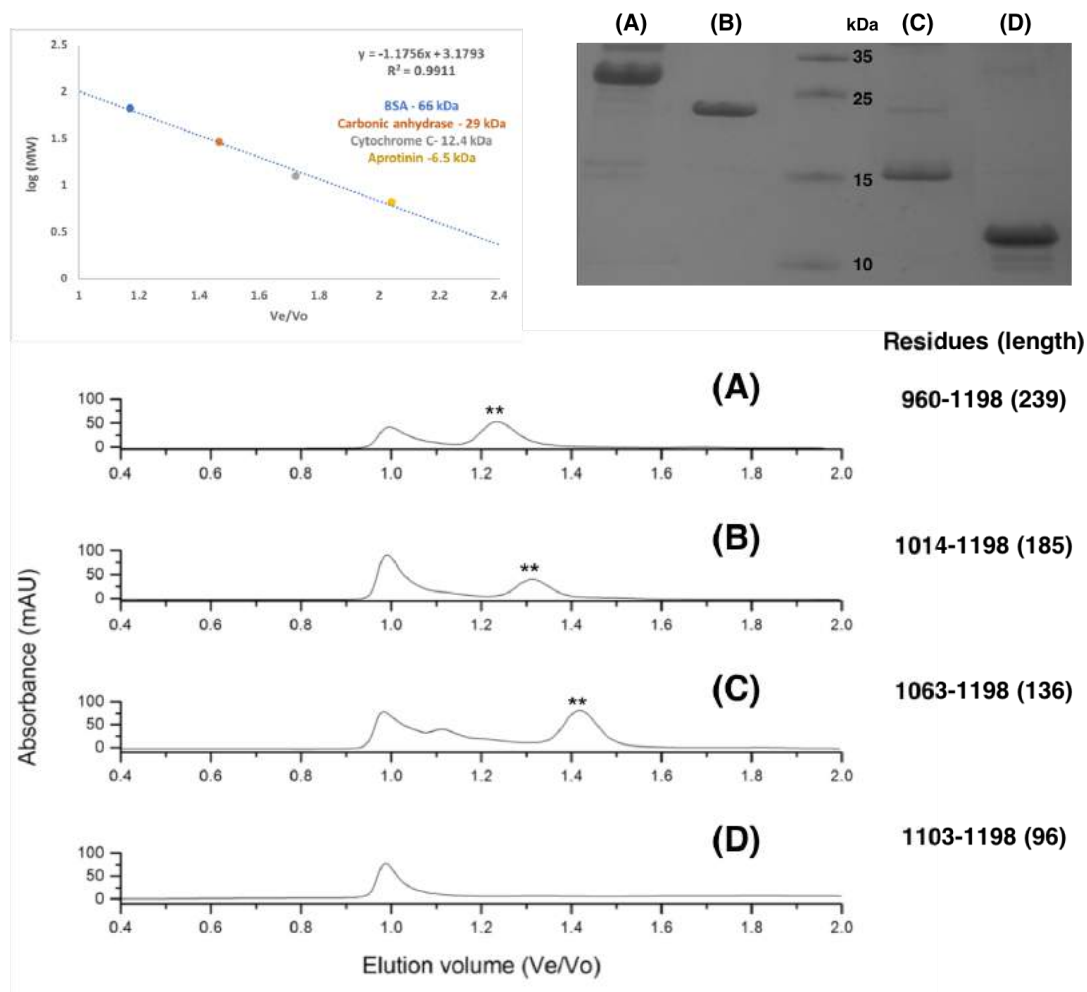 2.5
2
1.5
1
0.5
0
log (MW)
1 1.2 1.4 1.6 1.8 2 2.2 2.4
Ve/Vo
y = -1.1756x + 3.1793
R² = 0.9911
BSA - 66 kDa
Carbonic anhydrase - 29 kDa
Cytochrome C- 12.4 kDa
Aprotinin -6.5 kDa
(A) (B) kDa (C) (D)
35
25
15
10
Residues (length)
(A)
960-1198 (239)
**
100
50
0
0.4 0.6 0.8 1.0 1.2 1.4 1.6 1.8 2.0
(B)
1014-1198 (185)
**
100
50
0
0.4 0.6 0.8 1.0 1.2 1.4 1.6 1.8 2.0
(C)
1063-1198 (136)
**
100
50
0
0.4 0.6 0.8 1.0 1.2 1.4 1.6 1.8 2.0
(D)
1103-1198 (96)
100
50
0
0.4 0.6 0.8 1.0 1.2 1.4 1.6 1.8 2.0
Absorbance (mAU)
Elution volume (Ve/Vo)